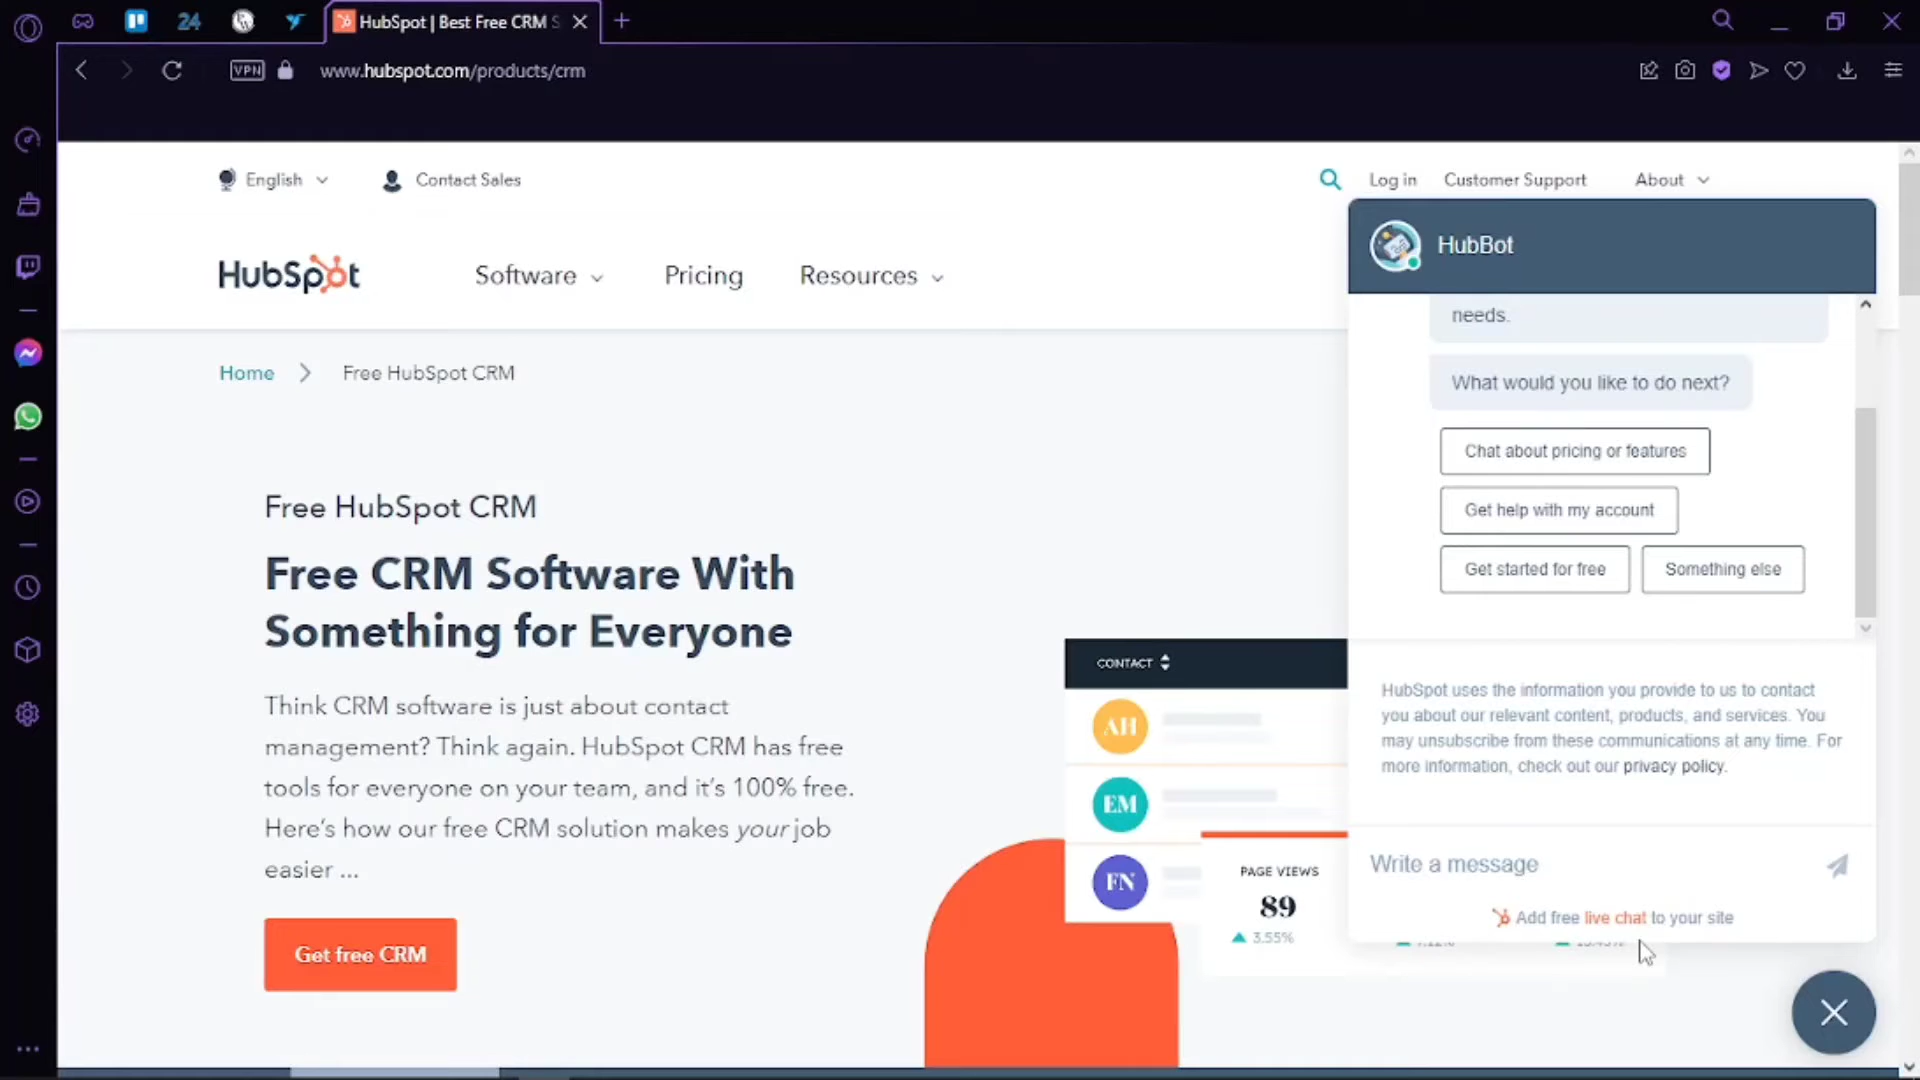 24
HubSpot | Best Free CRM S
VPN
www.hubspot.com/products/crm
English
Contact Sales
Log in
Customer Support
About
HubSpot
Software
Pricing
Resources
Home
Free HubSpot CRM
Free HubSpot CRM
Free CRM Software With
Something for Everyone
Think CRM software is just about contact
management? Think again. HubSpot CRM has free
tools for everyone on your team, and it's 100% free.
Here's how our free CRM solution makes your job
easier ...
Get free CRM
CONTACT
AH
EM
FN
PAGE VIEWS
89
3.55%
HubBot
needs.
What would you like to do next?
Chat about pricing or features
Get help with my account
Get started for free
Something else
HubSpot uses the information you provide to us to contact
you about our relevant content, products, and services. You
may unsubscribe from these communications at any time. For
more information, check out our privacy policy.
Write a message
Add free live chat to your site